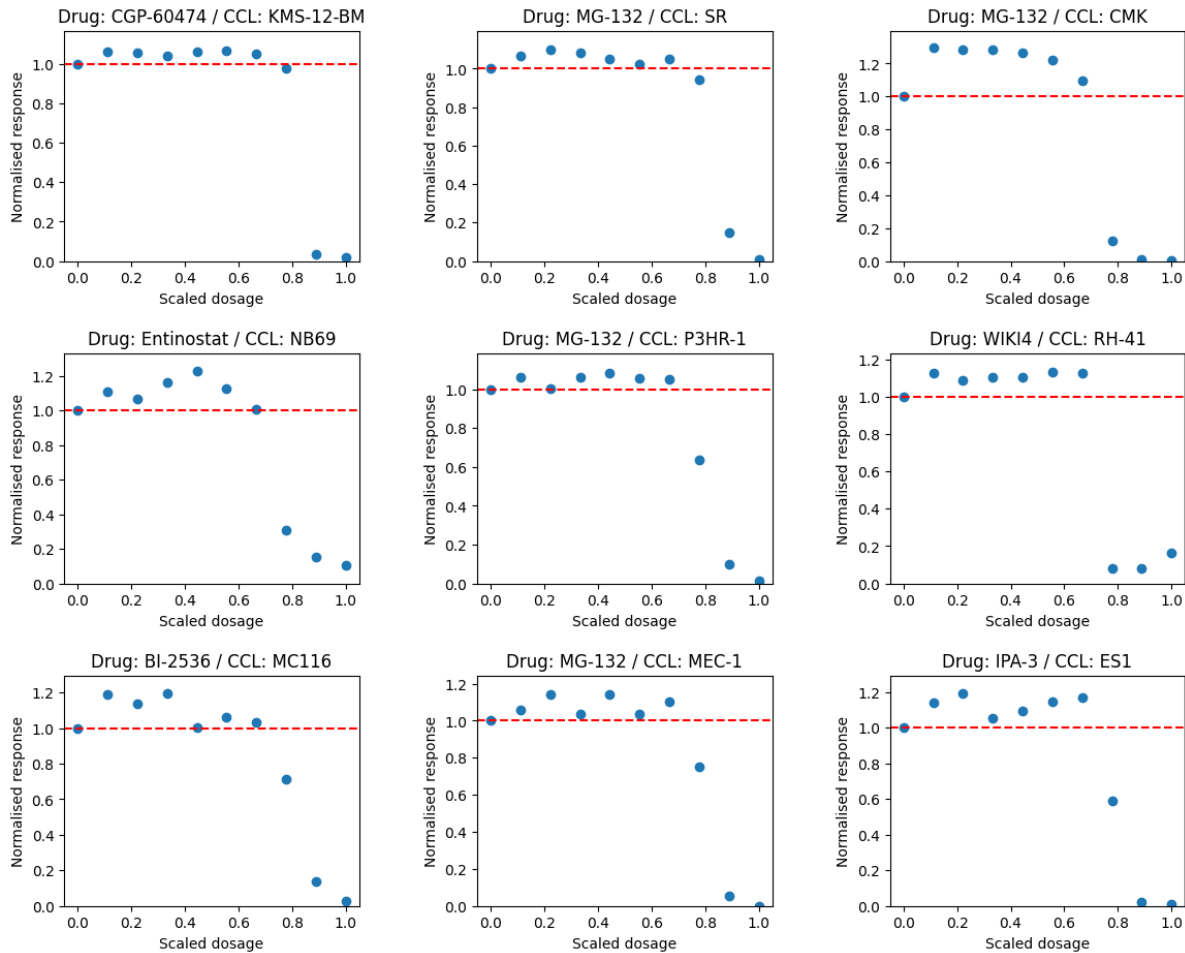 Drug: CGP-60474 / CCL: KMS-12-BM
Drug: MG-132 / CCL: SR
Drug: MG-132 / CCL: CMK
Normalised response
1.0
0.8
0.6
0.4
0.2
0.0
0.0 0.2 0.4 0.6 0.8 1.0
Scaled dosage
Normalised response
1.0
0.8
0.6
0.4
0.2
0.0
0.0 0.2 0.4 0.6 0.8 1.0
Scaled dosage
Normalised response
1.2
1.0
0.8
0.6
0.4
0.2
0.0
0.0 0.2 0.4 0.6 0.8 1.0
Scaled dosage
Drug: Entinostat / CCL: NB69
Drug: MG-132 / CCL: P3HR-1
Drug: WIKI4 / CCL: RH-41
Normalised response
1.2
1.0
0.8
0.6
0.4
0.2
0.0
0.0 0.2 0.4 0.6 0.8 1.0
Scaled dosage
Normalised response
1.0
0.8
0.6
0.4
0.2
0.0
0.0 0.2 0.4 0.6 0.8 1.0
Scaled dosage
Normalised response
1.2
1.0
0.8
0.6
0.4
0.2
0.0
0.0 0.2 0.4 0.6 0.8 1.0
Scaled dosage
Drug: BI-2536 / CCL: MC116
Drug: MG-132 / CCL: MEC-1
Drug: IPA-3 / CCL: ES1
Normalised response
1.2
1.0
0.8
0.6
0.4
0.2
0.0
0.0 0.2 0.4 0.6 0.8 1.0
Scaled dosage
Normalised response
1.2
1.0
0.8
0.6
0.4
0.2
0.0
0.0 0.2 0.4 0.6 0.8 1.0
Scaled dosage
Normalised response
1.2
1.0
0.8
0.6
0.4
0.2
0.0
0.0 0.2 0.4 0.6 0.8 1.0
Scaled dosage